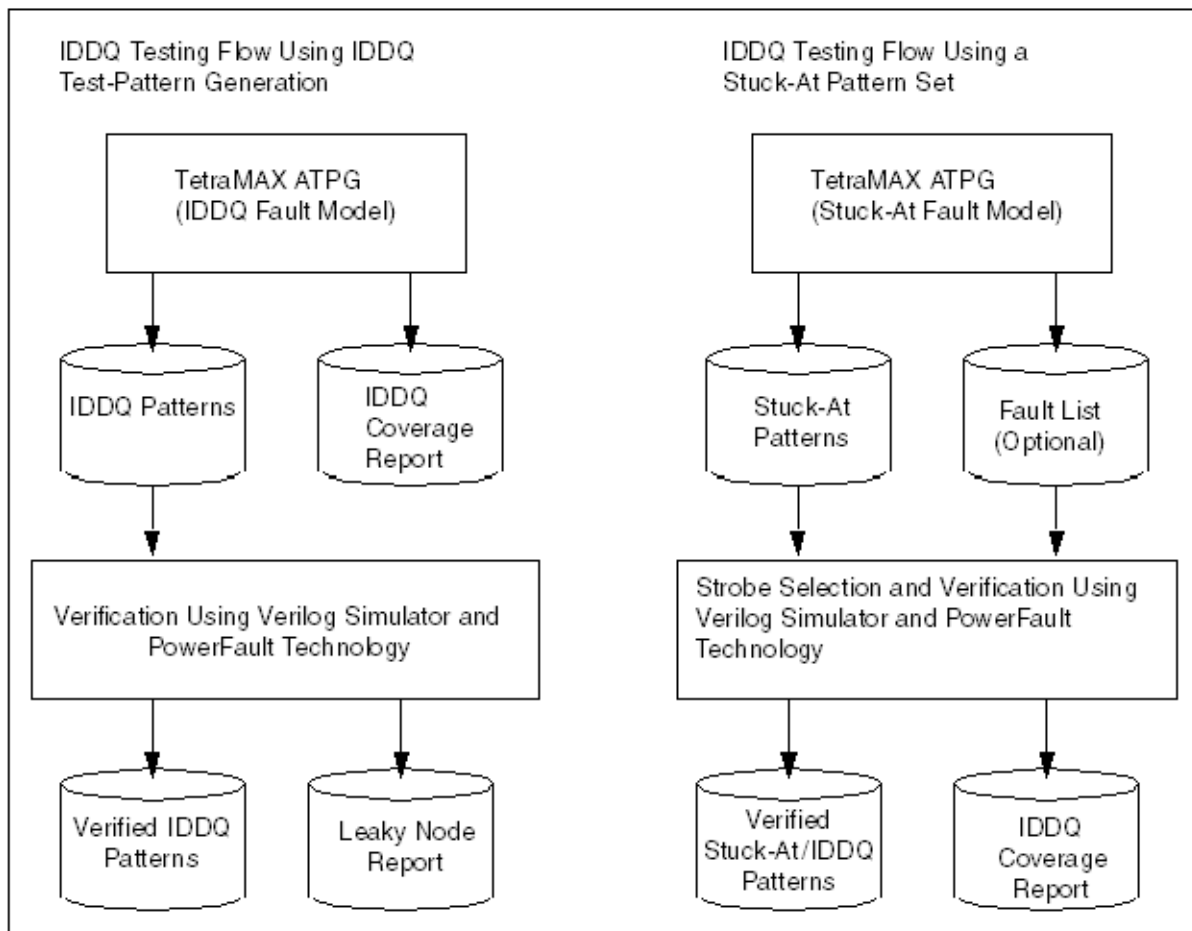 IDDQ Testing Flow Using IDDQ
Test-Pattern Generation
TetraMAX ATPG
(IDDQ Fault Model)
IDDQ Patterns
IDDQ
Coverage
Report
Verification Using Verilog Simulator and
PowerFault Technology
Verified IDDQ
Patterns
Leaky Node
Report
IDDQ Testing Flow Using a
Stuck-At Pattern Set
TetraMAX ATPG
(Stuck-At Fault Model)
Stuck-At
Patterns
Fault List
(Optional)
Strobe Selection and Verification Using
Verilog Simulator and PowerFault
Technology
Verified
Stuck-At/IDDQ
Patterns
IDDQ
Coverage
Report